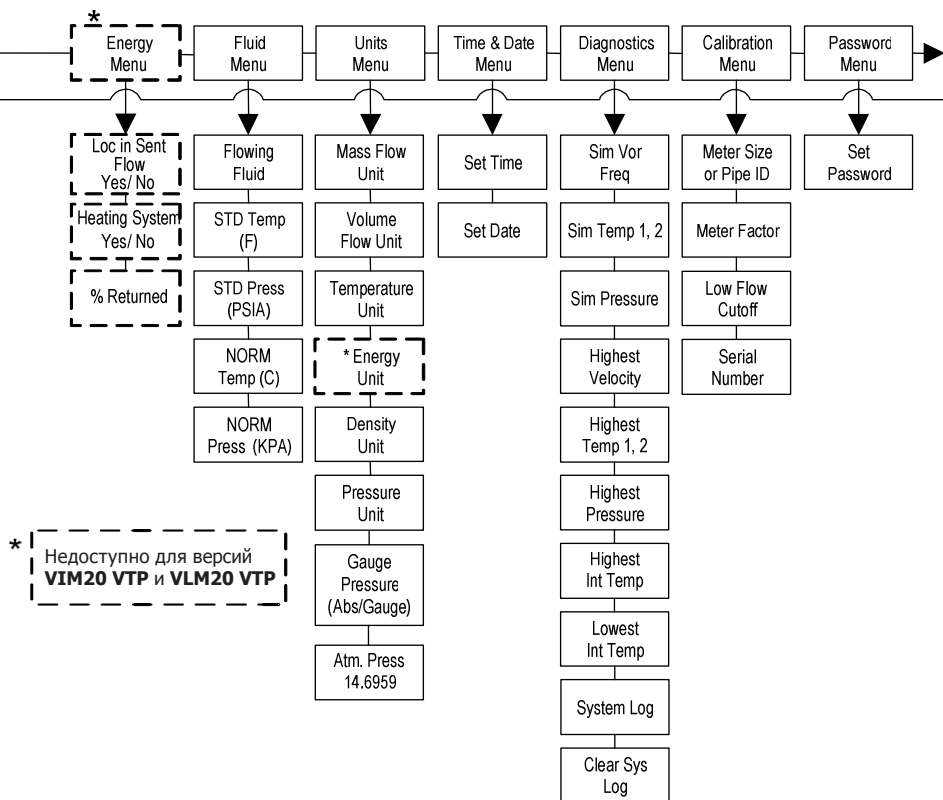 *
Energy
Menu
Fluid
Menu
Units
Menu
Time & Date
Menu
Diagnostics
Menu
Calibration
Menu
Password
Menu
Loc in Sent
Flow
Yes/ No
Heating System
Yes/ No
% Returned
Flowing
Fluid
STD Temp
(F)
STD Press
(PSIA)
NORM
Temp (C)
NORM
Press (KPA)
Mass Flow
Unit
Volume
Flow Unit
Temperature
Unit
* Energy
Unit
Density
Unit
Pressure
Unit
Gauge
Pressure
(Abs/Gauge)
Atm. Press
14.6959
Set Time
Set Date
Sim Vor
Freq
Sim Temp 1, 2
Sim Pressure
Highest
Velocity
Highest
Temp 1, 2
Highest
Pressure
Highest
Int Temp
Lowest
Int Temp
System Log
Clear Sys
Log
Meter Size
or Pipe ID
Meter Factor
Low Flow
Cutoff
Serial
Number
Set
Password
*
Недоступно для версий
VIM20 VTP и VLM20 VTP